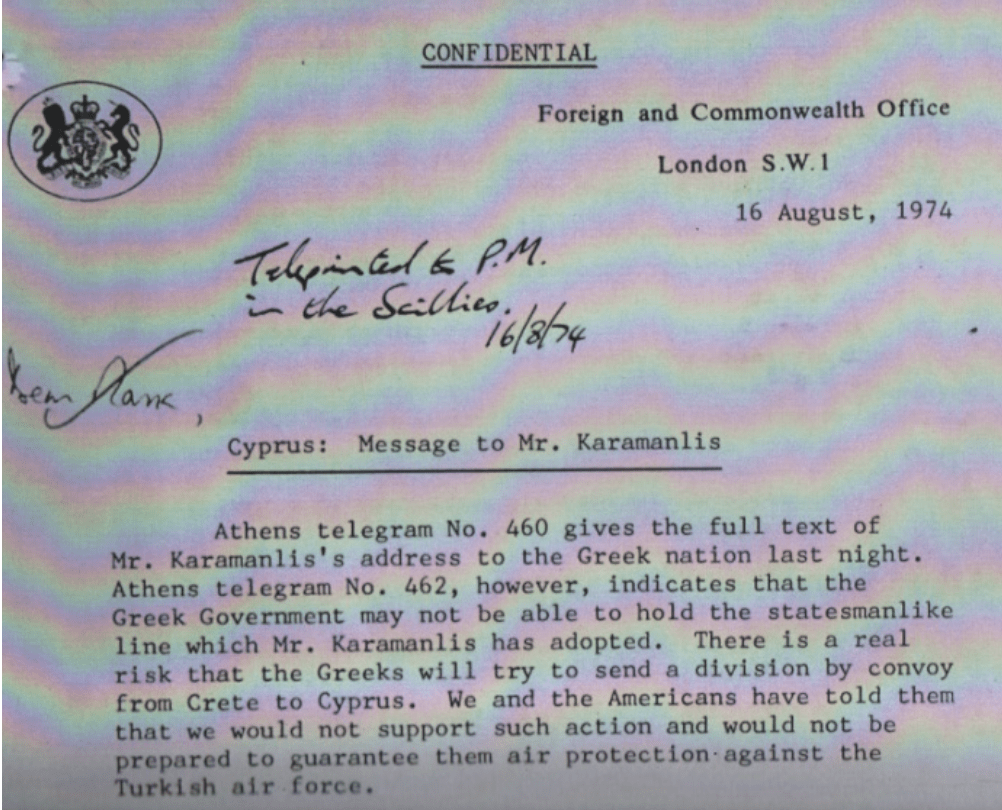 CONFIDENTIAL
Foreign and Commonwealth Office
London S.W.1
16 August, 1974
Teleprinted to P.M.
in the Scillies.
16/8/74
Dear
Cyprus: Message to Mr. Karamanlis
Athens telegram No. 460 gives the full text of
Mr. Karamanlis's address to the Greek nation last night.
Athens telegram No. 462, however, indicates that the
Greek Government may not be able to hold the statesmanlike
line which Mr. Karamanlis has adopted. There is a real
risk that the Greeks will try to send a division by convoy
from Crete to Cyprus. We and the Americans have told them
that we would not support such action and would not be
prepared to guarantee them air protection against the
Turkish air force.